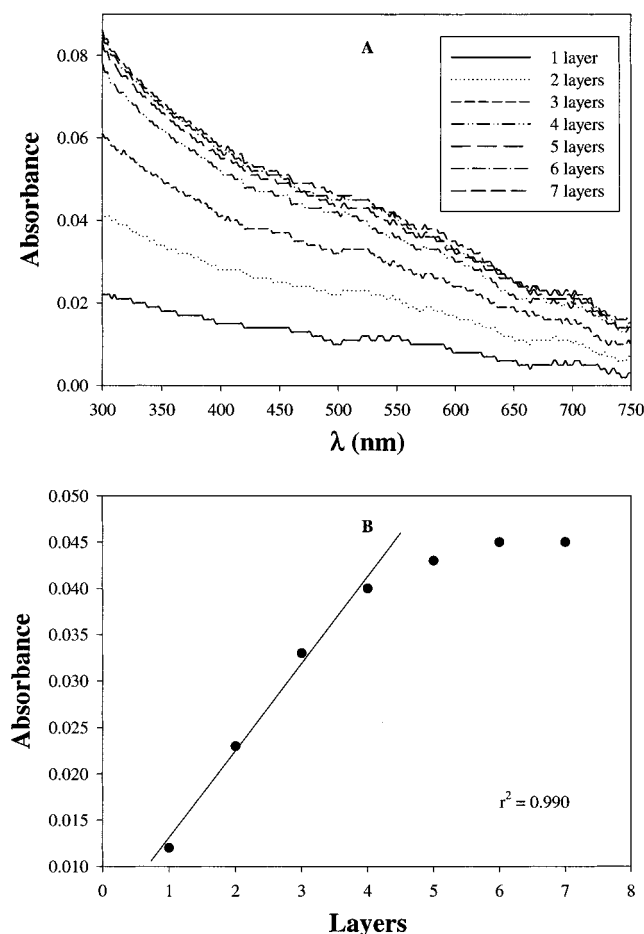 A
1 layer
2 layers
3 layers
4 layers
5 layers
6 layers
7 layers
Absorbance
0.08
0.06
0.04
0.02
0.00
300 350 400 450 500 550 600 650 700 750
λ (nm)
B
Absorbance
0.050
0.045
0.040
0.035
0.030
0.025
0.020
0.015
0.010
r² = 0.990
0 1 2 3 4 5 6 7 8
Layers